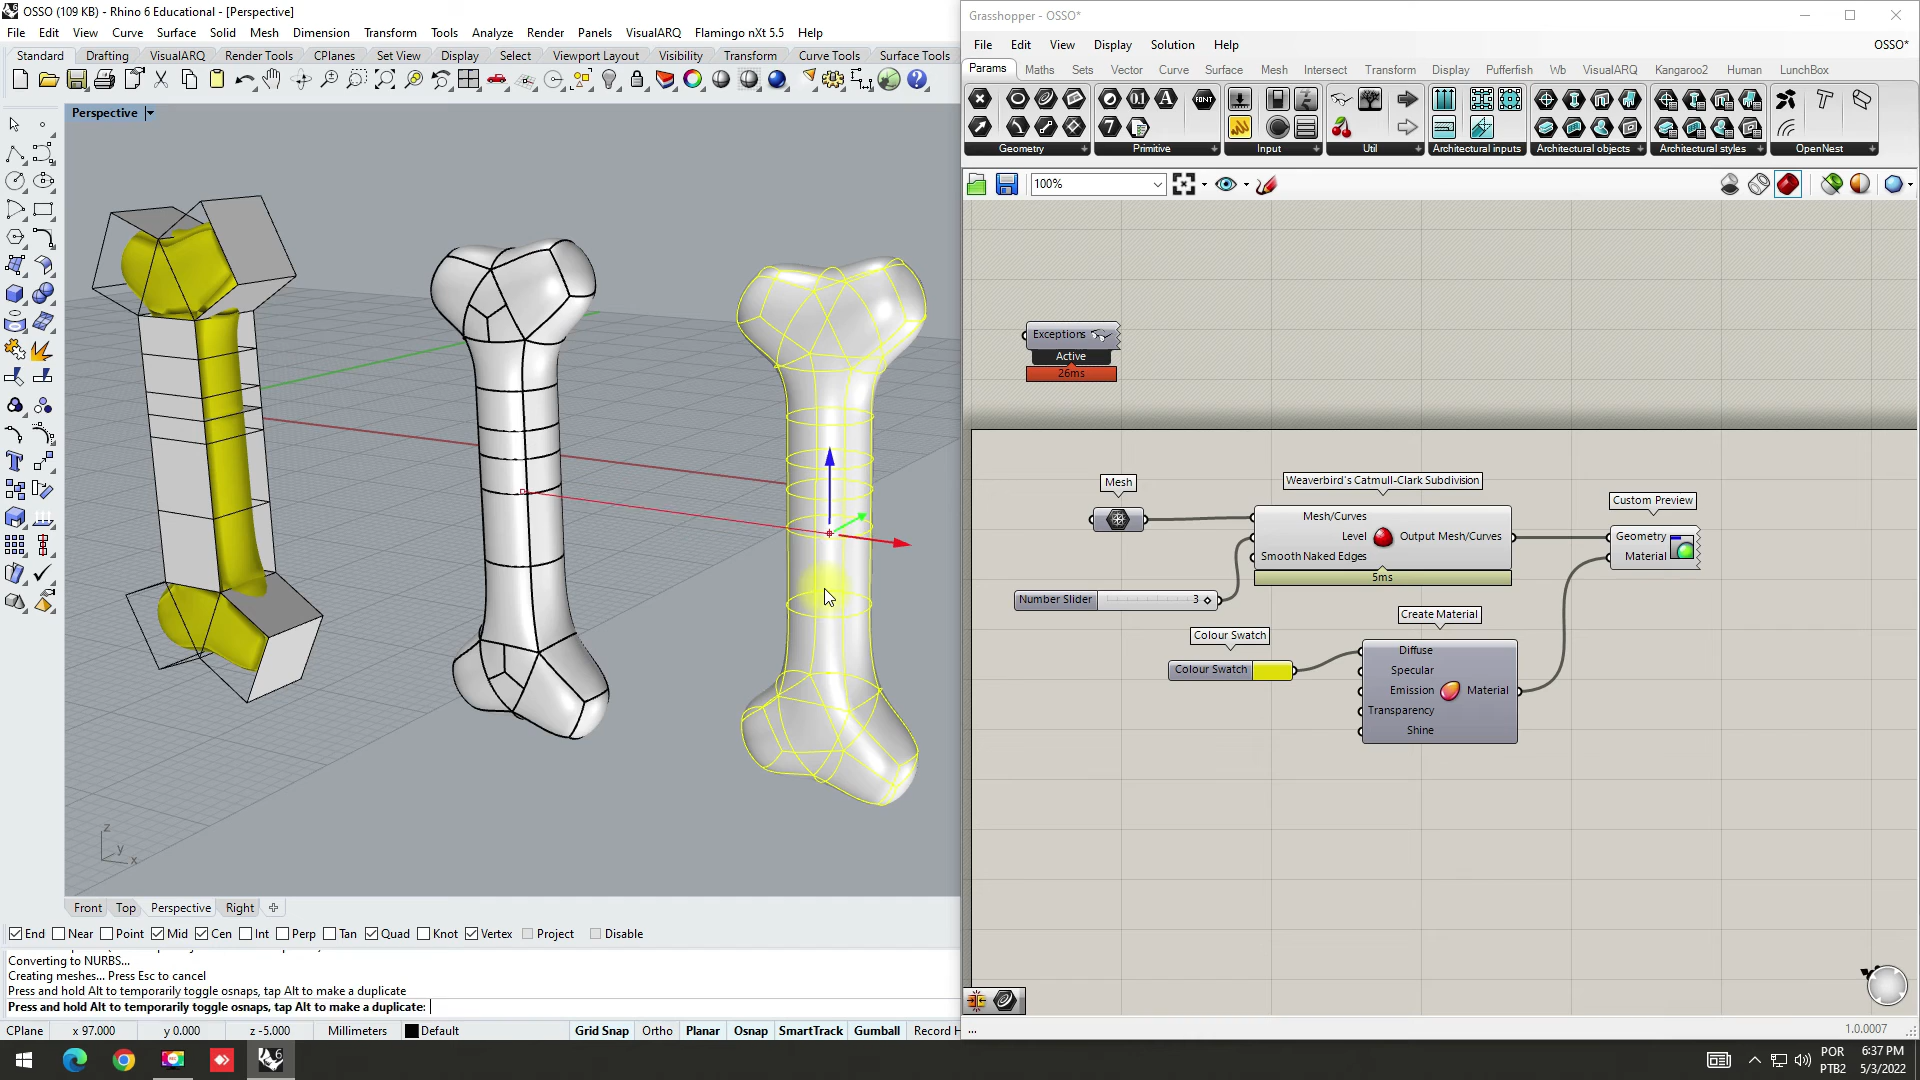 OSSO (109 KB) - Rhino 6 Educational - [Perspective]
File Edit View Curve Surface Solid Mesh Dimension Transform Tools Analyze Render Panels VisualARQ Flamingo nXt 5.5 Help
Standard Drafting VisualARQ Render Tools CPlanes Set View Display Select Viewport Layout Visibility Transform Curve Tools Surface Tools
Perspective
z
y
x
Front Top Perspective Right
End Near Point Mid Cen Int Perp Tan Quad Knot Vertex Project Disable
Converting to NURBS...
Creating meshes... Press Esc to cancel
Press and hold Alt to temporarily toggle osnaps, tap Alt to make a duplicate
Press and hold Alt to temporarily toggle osnaps, tap Alt to make a duplicate:
CPlane x 97.000 y 0.000 z -5.000 Millimeters Default Grid Snap Ortho Planar Osnap SmartTrack Gumball Record H
Grasshopper - OSSO*
File Edit View Display Solution Help OSSO*
Params Maths Sets Vector Curve Surface Mesh Intersect Transform Display Pufferfish Wb VisualARQ Kangaroo2 Human LunchBox
Geometry Primitive Input Util Architectural inputs Architectural objects Architectural styles OpenNest
100%
Exceptions
Active
26ms
Mesh
Weaverbird's Catmull-Clark Subdivision
Custom Preview
Mesh/Curves
Level
Smooth Naked Edges
Output Mesh/Curves
5ms
Geometry
Material
Number Slider 3
Create Material
Colour Swatch
Colour Swatch
Diffuse
Specular
Emission
Transparency
Shine
Material
... 1.0.0007
POR
PTB2
6:37 PM
5/3/2022